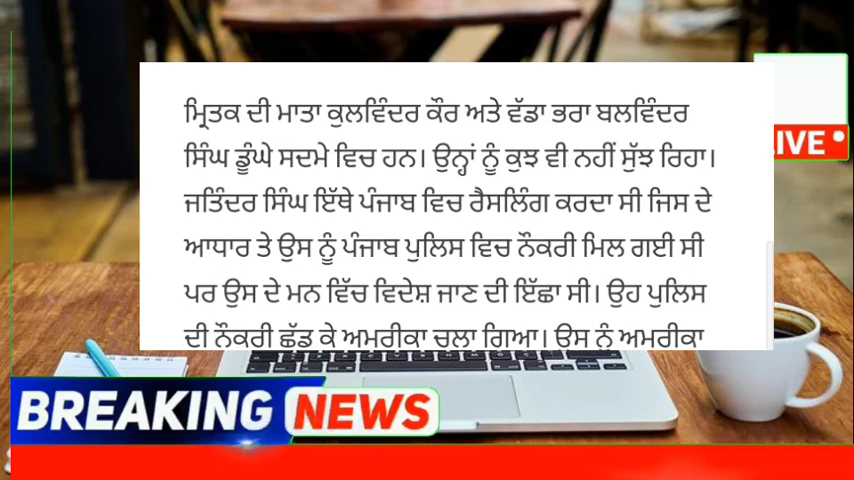 ਮ੍ਰਿਤਕ ਦੀ ਮਾਤਾ ਕੁਲਵਿੰਦਰ ਕੌਰ ਅਤੇ ਵੱਡਾ ਭਰਾ ਬਲਵਿੰਦਰ
ਸਿੰਘ ਡੂੰਘੇ ਸਦਮੇ ਵਿਚ ਹਨ। ਉਨ੍ਹਾਂ ਨੂੰ ਕੁਝ ਵੀ ਨਹੀਂ ਸੁੱਝ ਰਿਹਾ।
IVE
ਜਤਿੰਦਰ ਸਿੰਘ ਇੱਥੇ ਪੰਜਾਬ ਵਿਚ ਰੈਸਲਿੰਗ ਕਰਦਾ ਸੀ ਜਿਸ ਦੇ
ਆਧਾਰ ਤੇ ਉਸ ਨੂੰ ਪੰਜਾਬ ਪੁਲਿਸ ਵਿਚ ਨੌਕਰੀ ਮਿਲ ਗਈ ਸੀ
ਪਰ ਉਸ ਦੇ ਮਨ ਵਿੱਚ ਵਿਦੇਸ਼ ਜਾਣ ਦੀ ਇੱਛਾ ਸੀ। ਉਹ ਪੁਲਿਸ
ਦੀ ਨੌਕਰੀ ਛੱਡ ਕੇ ਅਮਰੀਕਾ ਚਲਾ ਗਿਆ। ਉਸ ਨੂੰ ਅਮਰੀਕਾ
BREAKING NEWS